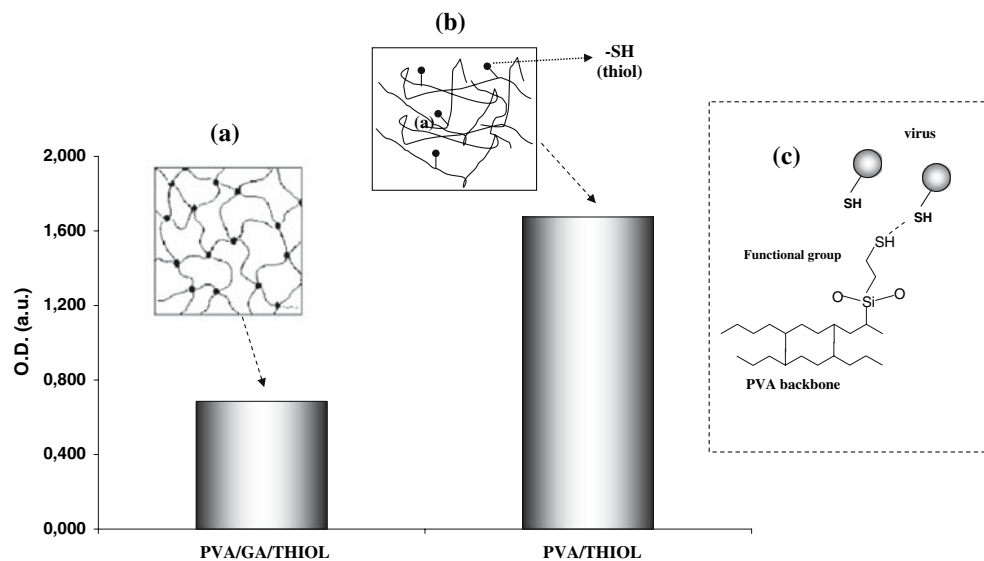 (b)
-SH
(thiol)
(a)
(a)
(c)
virus
SH
SH
SH
Functional group
O
Si
O
PVA backbone
O.D. (a.u.)
2,000
1,600
1,200
0,800
0,400
0,000
PVA/GA/THIOL
PVA/THIOL